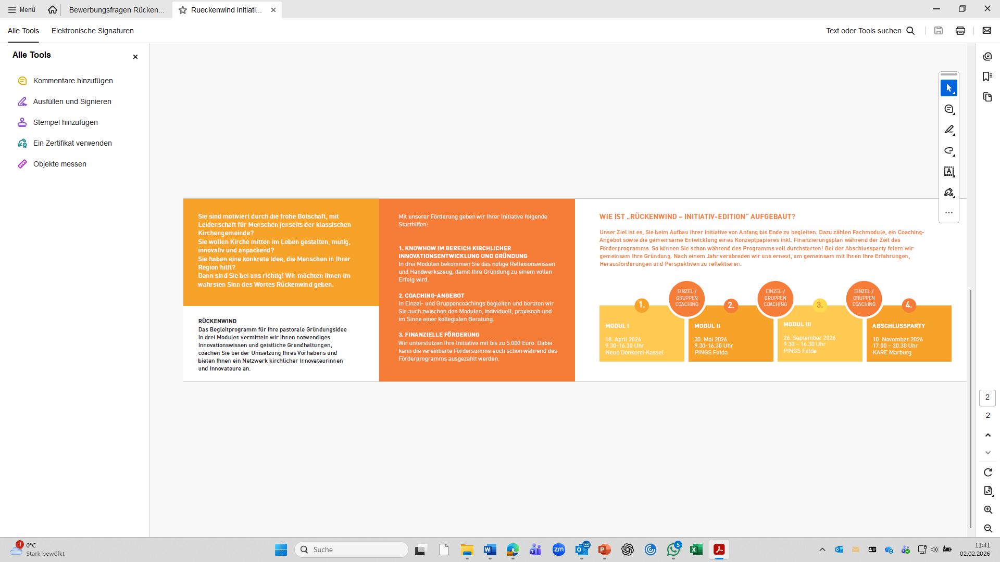 Menü
Bewerbungsfragen Rücken...
Rueckenwind Initiati...
Alle Tools
Elektronische Signaturen
Text oder Tools suchen
Alle Tools
Kommentare hinzufügen
Ausfüllen und Signieren
Stempel hinzufügen
Ein Zertifikat verwenden
Objekte messen
Sie sind motiviert durch die frohe Botschaft, mit
Leidenschaft für Menschen jenseits der klassischen
Kirchengemeinde?
Sie wollen Kirche mitten im Leben gestalten, mutig,
innovativ und anpackend?
Sie haben eine konkrete Idee, die Menschen in Ihrer
Region hilft?
Dann sind Sie bei uns richtig! Wir möchten Ihnen im
wahrsten Sinn des Wortes Rückenwind geben.
RÜCKENWIND
Das Begleitprogramm für Ihre pastorale Gründungsidee
In drei Modulen vermitteln wir Ihnen notwendiges
Innovationswissen und geistliche Grundhaltungen,
coachen Sie bei der Umsetzung Ihres Vorhabens und
bieten Ihnen ein Netzwerk kirchlicher Innovateurinnen
und Innovateure an.
Mit unserer Förderung geben wir Ihrer Initiative folgende
Starthilfen:
1. KNOWHOW IM BEREICH KIRCHLICHER
INNOVATIONSENTWICKLUNG UND GRÜNDUNG
In drei Modulen bekommen Sie das nötige Reflexionswissen
und Handwerkszeug, damit Ihre Gründung zu einem vollen
Erfolg wird.
2. COACHING-ANGEBOT
In Einzel- und Gruppencoachings begleiten und beraten wir
Sie auch zwischen den Modulen, individuell, praxisnah und
im Sinne einer kollegialen Beratung.
3. FINANZIELLE FÖRDERUNG
Wir unterstützen Ihre Initiative mit bis zu 5.000 Euro. Dabei
kann die vereinbarte Fördersumme auch schon während des
Förderprogramms ausgezahlt werden.
WIE IST „RÜCKENWIND – INITIATIV-EDITION“ AUFGEBAUT?
Unser Ziel ist es, Sie beim Aufbau ihrer Initiative von Anfang bis Ende zu begleiten. Dazu zählen Fachmodule, ein Coaching-
Angebot sowie die gemeinsame Entwicklung eines Konzeptpapieres inkl. Finanzierungsplan während der Zeit des
Förderprogramms. So können Sie schon während des Programms voll durchstarten! Bei der Abschlussparty feiern wir
gemeinsam Ihre Gründung. Nach einem Jahr verabreden wir uns erneut, um gemeinsam mit Ihnen Ihre Erfahrungen,
Herausforderungen und Perspektiven zu reflektieren.
1.
MODUL I
18. April 2026
9.30-16.30 Uhr
Neue Denkerei Kassel
EINZEL-/
GRUPPEN
COACHING
2.
MODUL II
30. Mai 2026
9.30-16.30 Uhr
PINGS Fulda
EINZEL-/
GRUPPEN
COACHING
3.
MODUL III
26. September 2026
9.30 – 16.30 Uhr
PINGS Fulda
EINZEL-/
GRUPPEN
COACHING
4.
ABSCHLUSSPARTY
10. November 2026
17.00 – 20.30 Uhr
KARE Marburg
2
2
1
0°C
Stark bewölkt
Suche
zm
5
11:41
02.02.2026